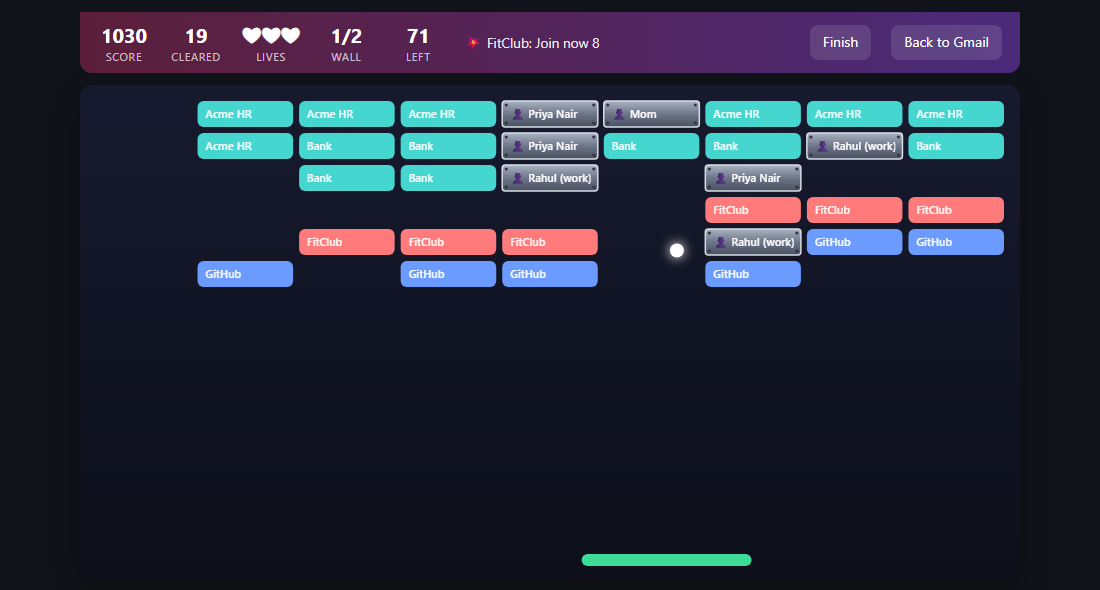 1030 19 1/2 71
SCORE CLEARED LIVES WALL LEFT
FitClub: Join now 8
Finish Back to Gmail
Acme HR Acme HR Acme HR Priya Nair Mom Acme HR Acme HR Acme HR
Acme HR Bank Bank Priya Nair Bank Bank Rahul (work) Bank
Bank Bank Rahul (work) Priya Nair
FitClub FitClub FitClub
FitClub FitClub FitClub Rahul (work) GitHub GitHub
GitHub GitHub GitHub GitHub